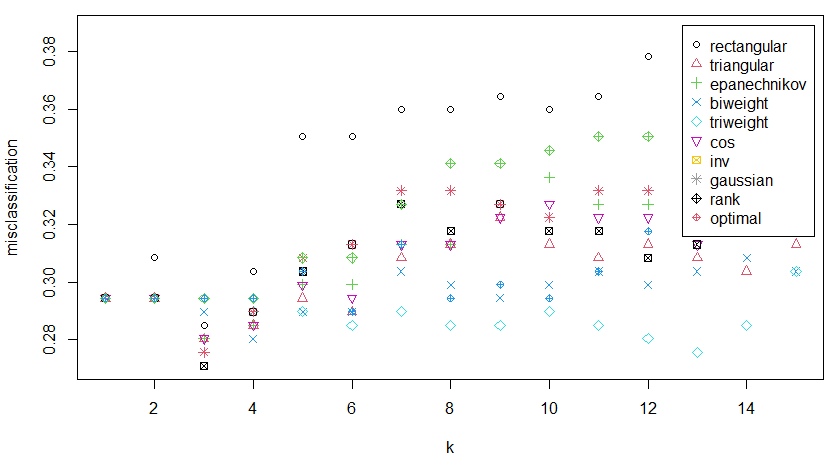 0.38
0.36
0.34
0.32
0.30
0.28
misclassification
2 4 6 8 10 12 14
k
rectangular
triangular
epanechnikov
biweight
triweight
cos
inv
gaussian
rank
optimal